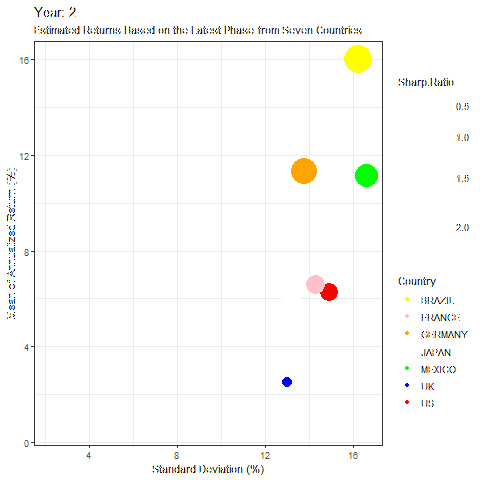 Year: 2
Estimated Returns Based on the Latest Phase from Seven Countries
16
12
8
4
0
Mean of Annualized Return (%)
4
8
12
16
Standard Deviation (%)
Sharp.Ratio
0.5
1.0
1.5
2.0
Country
BRAZIL
FRANCE
GERMANY
JAPAN
MEXICO
UK
US